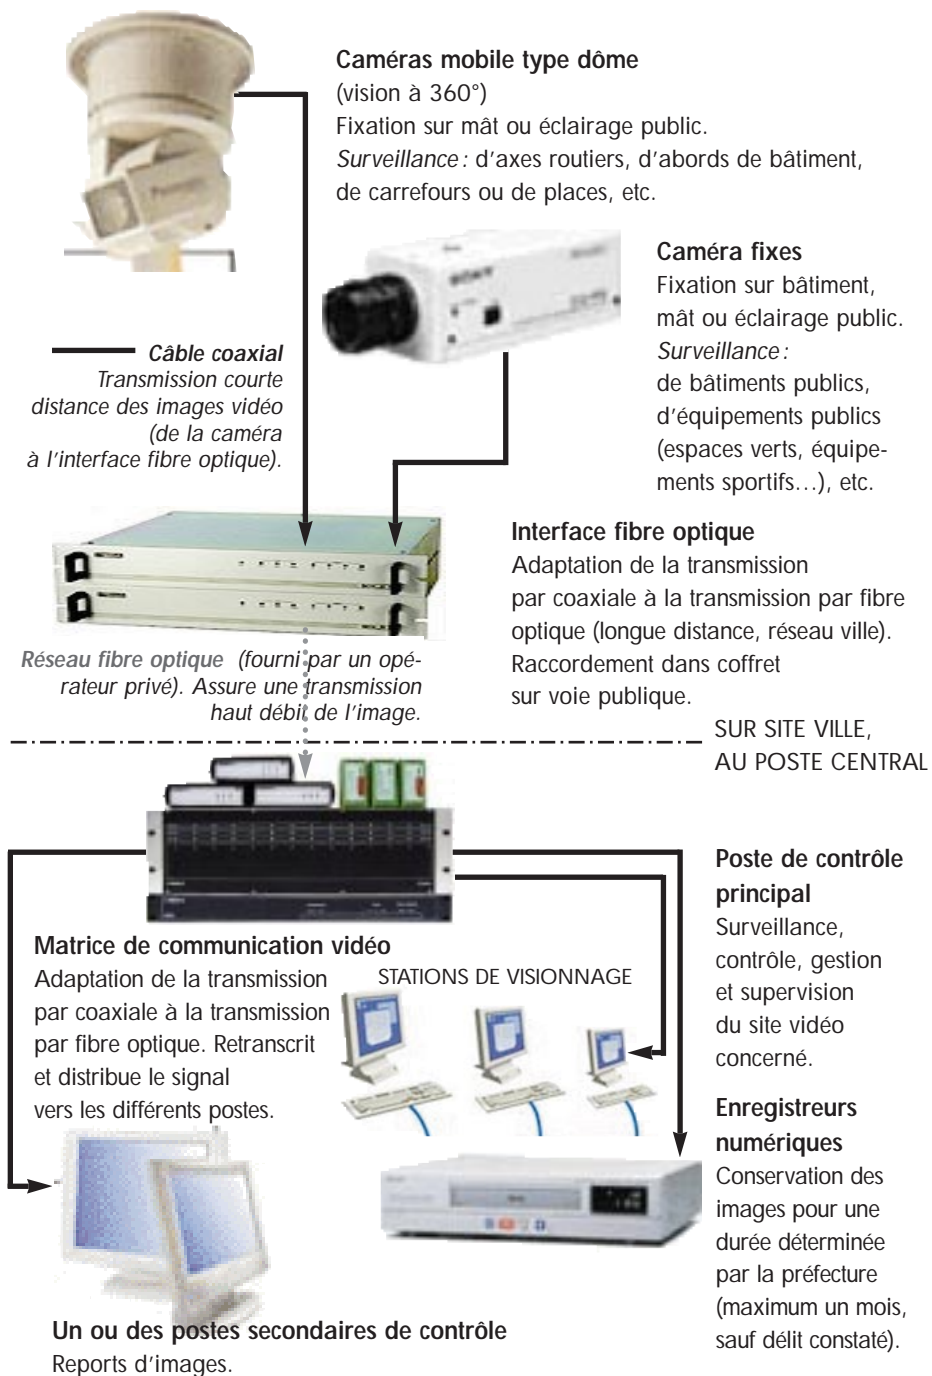 Caméras mobile type dôme
(vision à 360°)
Fixation sur mât ou éclairage public.
Surveillance : d'axes routiers, d'abords de bâtiment,
de carrefours ou de places, etc.
Caméra fixes
Fixation sur bâtiment,
mât ou éclairage public.
Surveillance :
de bâtiments publics,
d'équipements publics
(espaces verts, équipe-
ments sportifs…), etc.
Câble coaxial
Transmission courte
distance des images vidéo
(de la caméra
à l'interface fibre optique).
SONY
Interface fibre optique
Adaptation de la transmission
par coaxiale à la transmission par fibre
optique (longue distance, réseau ville).
Raccordement dans coffret
sur voie publique.
Réseau fibre optique (fourni par un opé-
rateur privé). Assure une transmission
haut débit de l'image.
SUR SITE VILLE,
AU POSTE CENTRAL
Matrice de communication vidéo
Adaptation de la transmission
par coaxiale à la transmission
par fibre optique. Retranscrit
et distribue le signal
vers les différents postes.
STATIONS DE VISIONNAGE
Poste de contrôle
principal
Surveillance,
contrôle, gestion
et supervision
du site vidéo
concerné.
Enregistreurs
numériques
Conservation des
images pour une
durée déterminée
par la préfecture
(maximum un mois,
sauf délit constaté).
Un ou des postes secondaires de contrôle
Reports d'images.